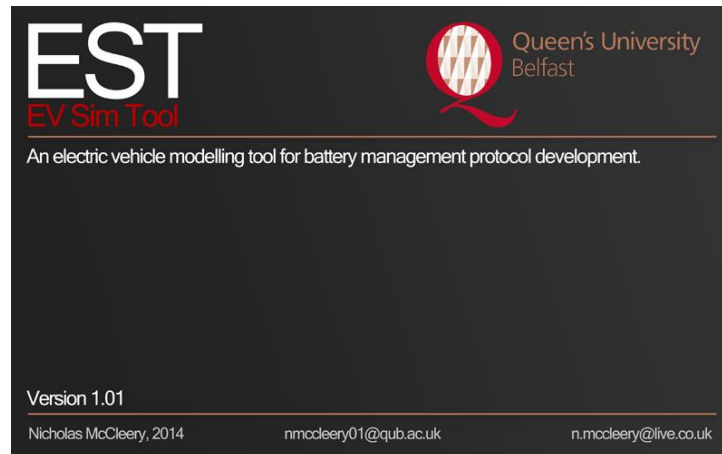 EST
EV Sim Tool
Queen's University
Belfast
An electric vehicle modelling tool for battery management protocol development.
Version 1.01
Nicholas McCleery, 2014
nmccleery01@qub.ac.uk
n.mccleery@live.co.uk